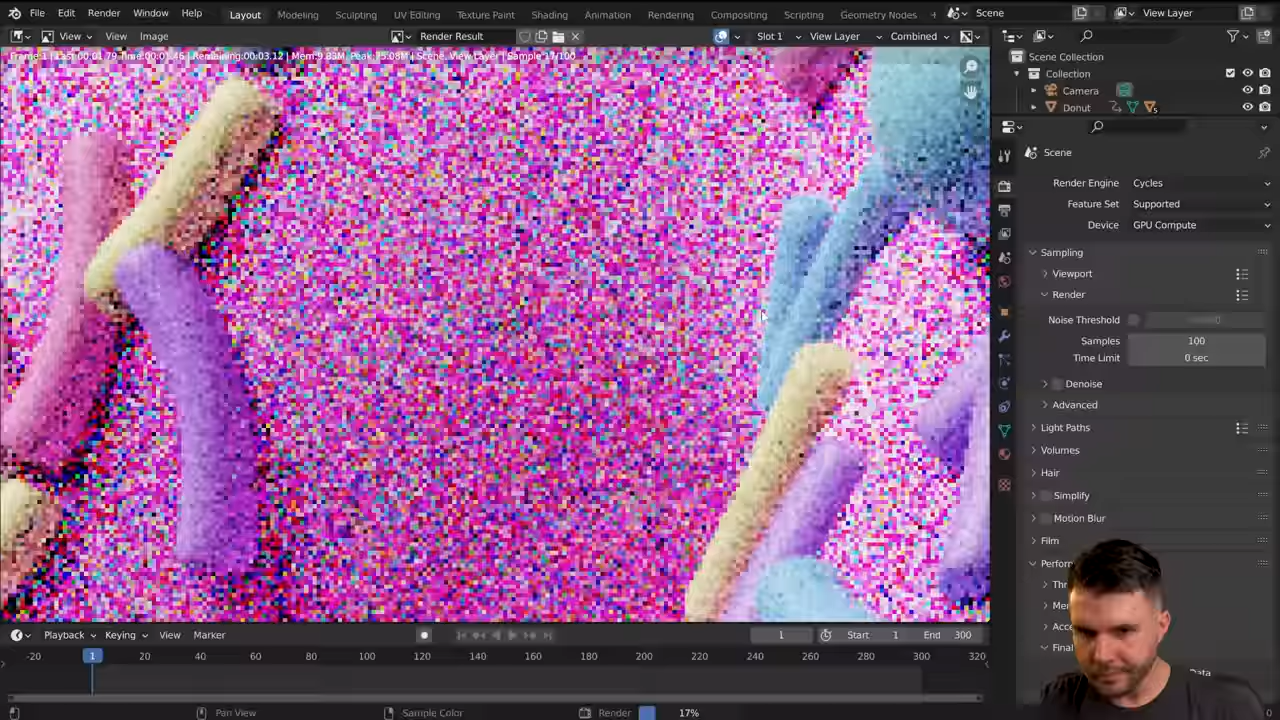 File Edit Render Window Help Layout Modeling Sculpting UV Editing Texture Paint Shading Animation Rendering Compositing Scripting Geometry Nodes + Scene View Layer
View View Image Render Result Slot 1 View Layer Combined
Scene Collection
Collection
Camera
Donut
Scene
Render Engine Cycles
Feature Set Supported
Device GPU Compute
Sampling
Viewport
Render
Noise Threshold
Samples 100
Time Limit 0 sec
Denoise
Advanced
Light Paths
Volumes
Hair
Simplify
Motion Blur
Film
Data
Playback Keying View Marker 1 Start 1 End 300
-20 1 20 40 60 80 100 120 140 160 180 200 220 240 260 280 300 320
Pan View Sample Color Render 17%